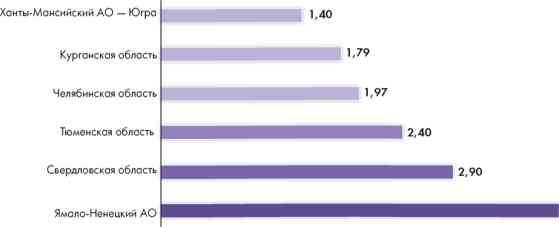 Ханты-Мансийский АО — Югра 1,40
Курганская область 1,79
Челябинская область 1,97
Тюменская область 2,40
Свердловская область 2,90
Ямало-Ненецкий АО